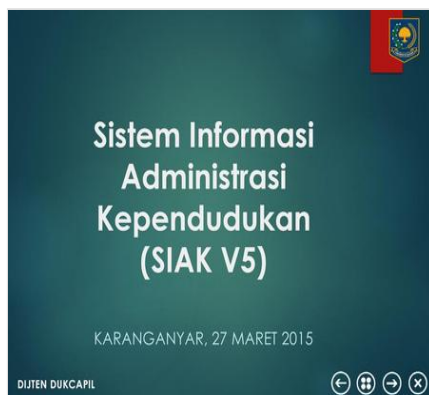 Sistem Informasi
Administrasi
Kependudukan
(SIAK V5)
KARANGANYAR, 27 MARET 2015
DIJTEN DUKCAPIL